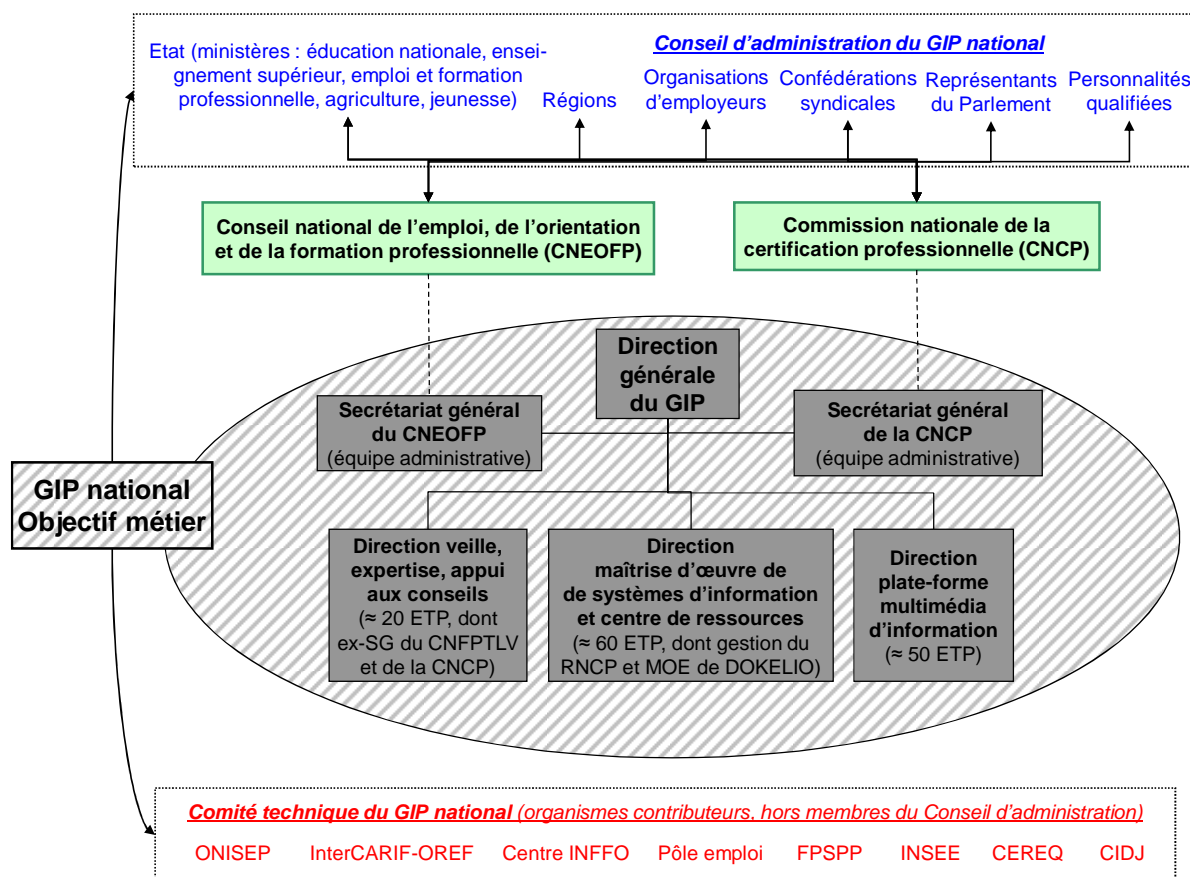 Conseil d'administration du GIP national
Etat (ministères : éducation nationale, ensei-
gnement supérieur, emploi et formation
professionnelle, agriculture, jeunesse)
Régions
Organisations
d'employeurs
Confédérations
syndicales
Représentants
du Parlement
Personnalités
qualifiées
Conseil national de l'emploi, de l'orientation
et de la formation professionnelle (CNEOFP)
Commission nationale de la
certification professionnelle (CNCP)
Direction
générale
du GIP
Secrétariat général
du CNEOFP
(équipe administrative)
Secrétariat général
de la CNCP
(équipe administrative)
GIP national
Objectif métier
Direction veille,
expertise, appui
aux conseils
(≈ 20 ETP, dont
ex-SG du CNFPTLV
et de la CNCP)
Direction
maîtrise d'œuvre de
de systèmes d'information
et centre de ressources
(≈ 60 ETP, dont gestion du
RNCP et MOE de DOKELIO)
Direction
plate-forme
multimédia
d'information
(≈ 50 ETP)
Comité technique du GIP national (organismes contributeurs, hors membres du Conseil d'administration)
ONISEP InterCARIF-OREF Centre INFFO Pôle emploi FPSPP INSEE CEREQ CIDJ